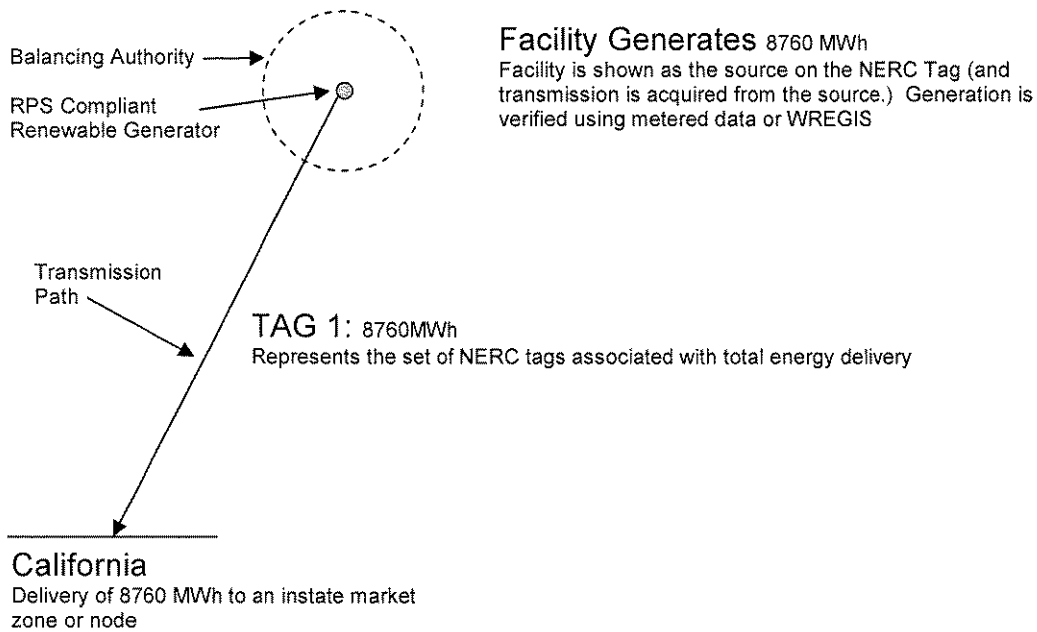 Balancing Authority
RPS Compliant
Renewable Generator
Facility Generates 8760 MWh
Facility is shown as the source on the NERC Tag (and
transmission is acquired from the source.) Generation is
verified using metered data or WREGIS
Transmission
Path
TAG 1: 8760MWh
Represents the set of NERC tags associated with total energy delivery
California
Delivery of 8760 MWh to an instate market
zone or node